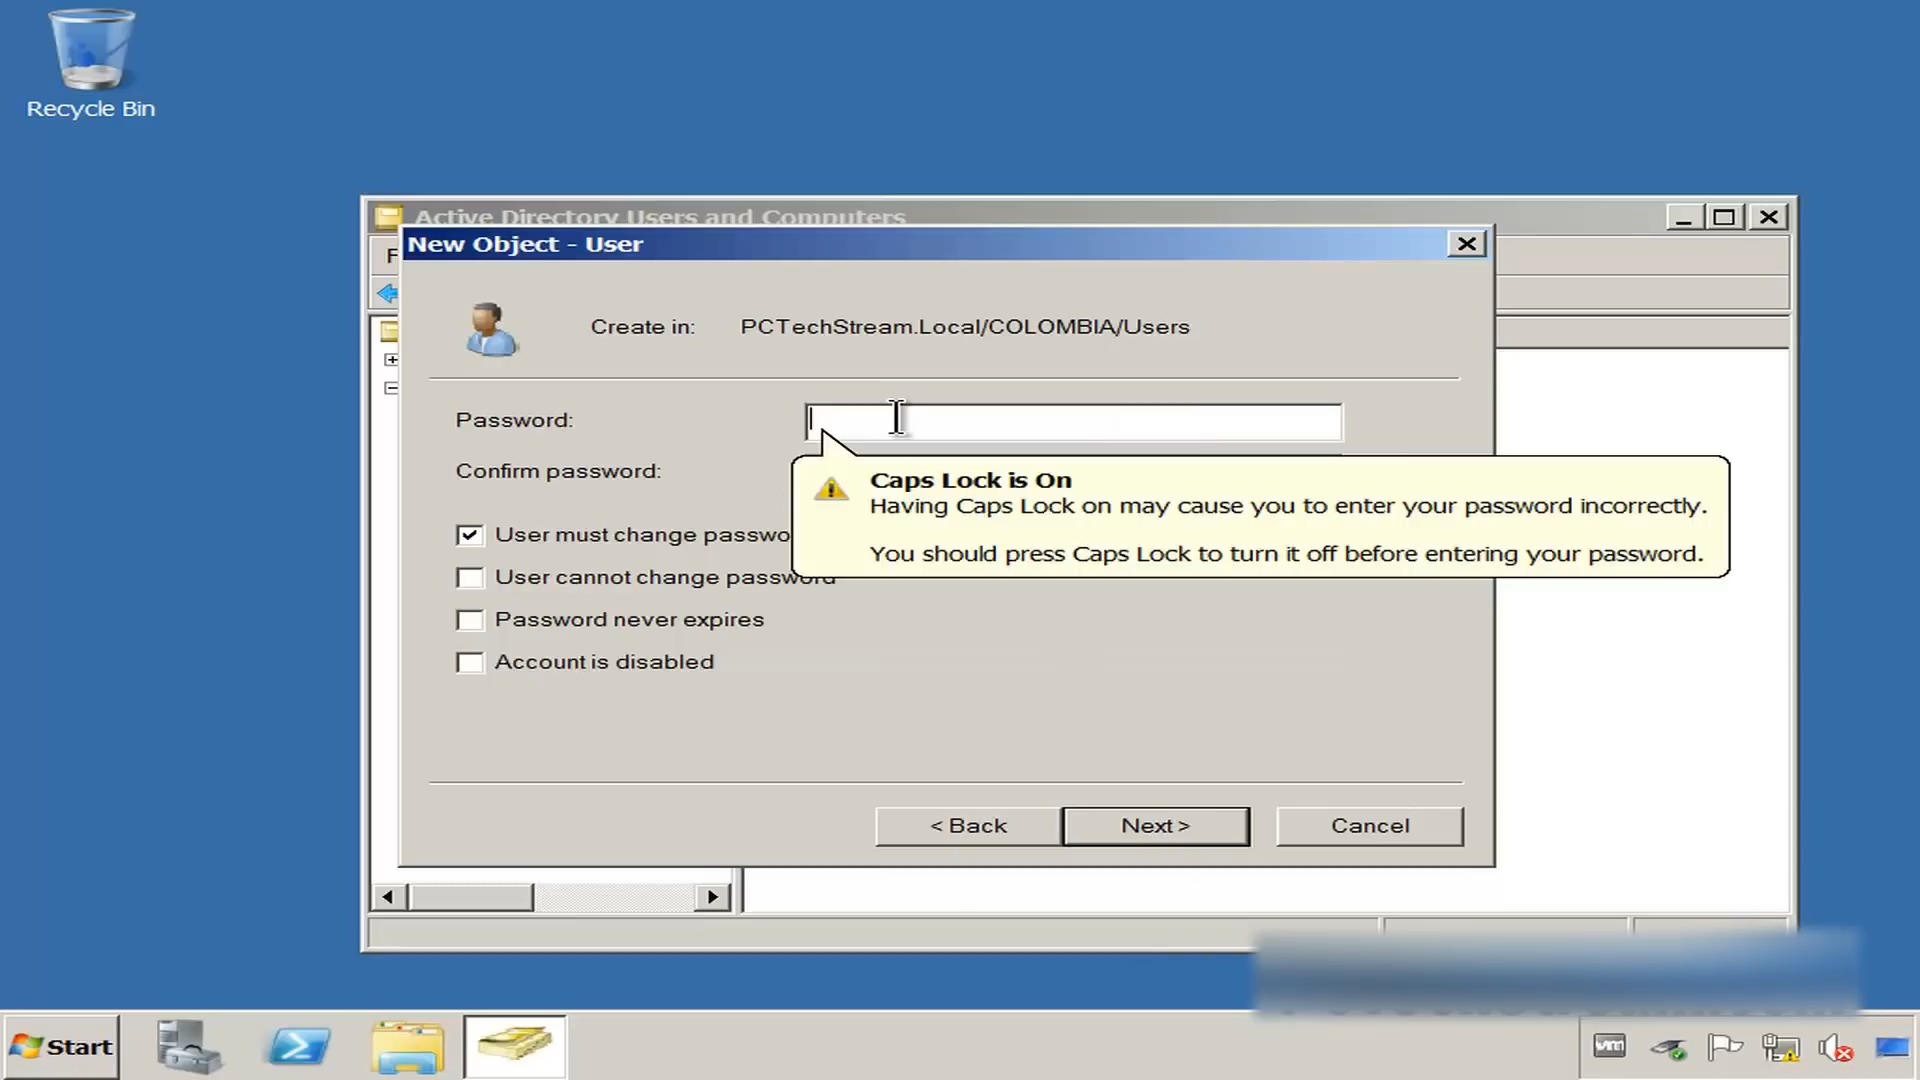 Recycle Bin
Active Directory Users and Computers
New Object - User
F
Create in: PCTechStream.Local/COLOMBIA/Users
Password:
Confirm password:
Caps Lock is On
Having Caps Lock on may cause you to enter your password incorrectly.
You should press Caps Lock to turn it off before entering your password.
User must change passwo
User cannot change password
Password never expires
Account is disabled
< Back
Next >
Cancel
Start
vm